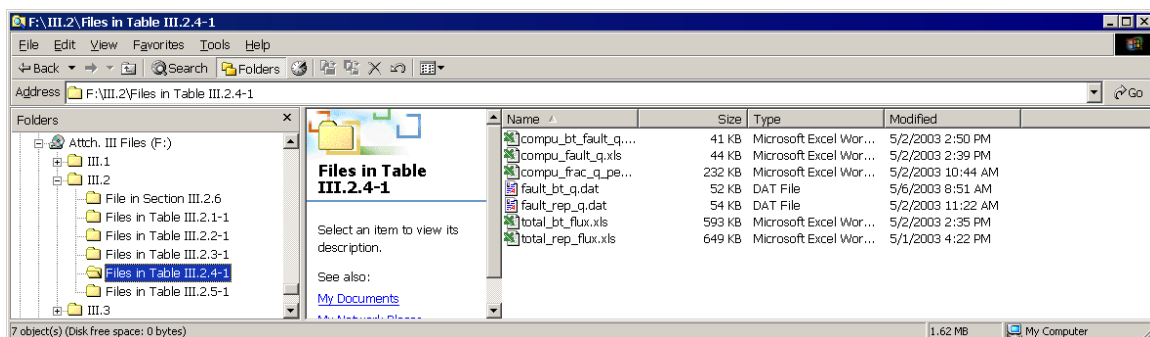 F:\III.2\Files in Table III.2.4-1
File Edit View Favorites Tools Help
Back Search Folders
Address F:\III.2\Files in Table III.2.4-1 Go
Folders x
Attch. III Files (F:)
III.1
III.2
File in Section III.2.6
Files in Table III.2.1-1
Files in Table III.2.2-1
Files in Table III.2.3-1
Files in Table III.2.4-1
Files in Table III.2.5-1
III.3
Files in Table
III.2.4-1
Select an item to view its
description.
See also:
My Documents
My Network Places
Name Size Type Modified
compu_bt_fault_q.... 41 KB Microsoft Excel Wor... 5/2/2003 2:50 PM
compu_fault_q.xls 44 KB Microsoft Excel Wor... 5/2/2003 2:39 PM
compu_frac_q_pe... 232 KB Microsoft Excel Wor... 5/2/2003 10:44 AM
fault_bt_q.dat 52 KB DAT File 5/6/2003 8:51 AM
fault_rep_q.dat 54 KB DAT File 5/2/2003 11:22 AM
total_bt_flux.xls 593 KB Microsoft Excel Wor... 5/2/2003 2:35 PM
total_rep_flux.xls 649 KB Microsoft Excel Wor... 5/1/2003 4:22 PM
7 object(s) (Disk free space: 0 bytes) 1.62 MB My Computer